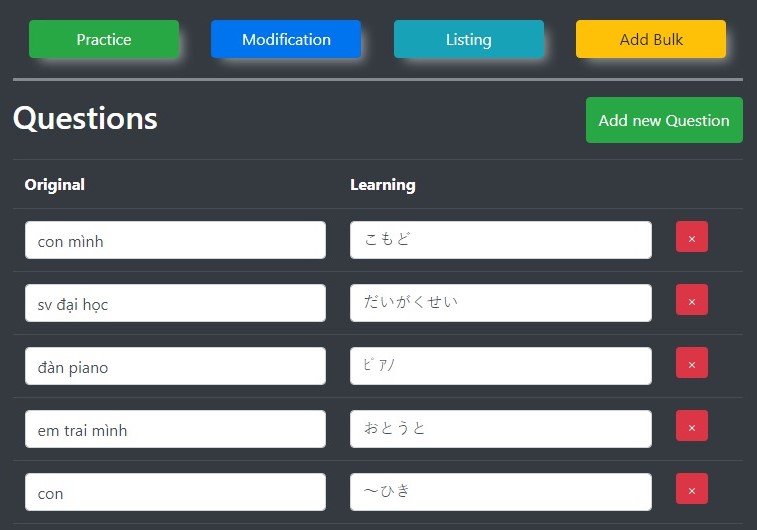 Practice Modification Listing Add Bulk
Questions Add new Question
Original Learning
con mình こもど ×
sv đại học だいがくせい ×
đàn piano ﾋﾟｱﾉ ×
em trai mình おとうと ×
con ～ひき ×